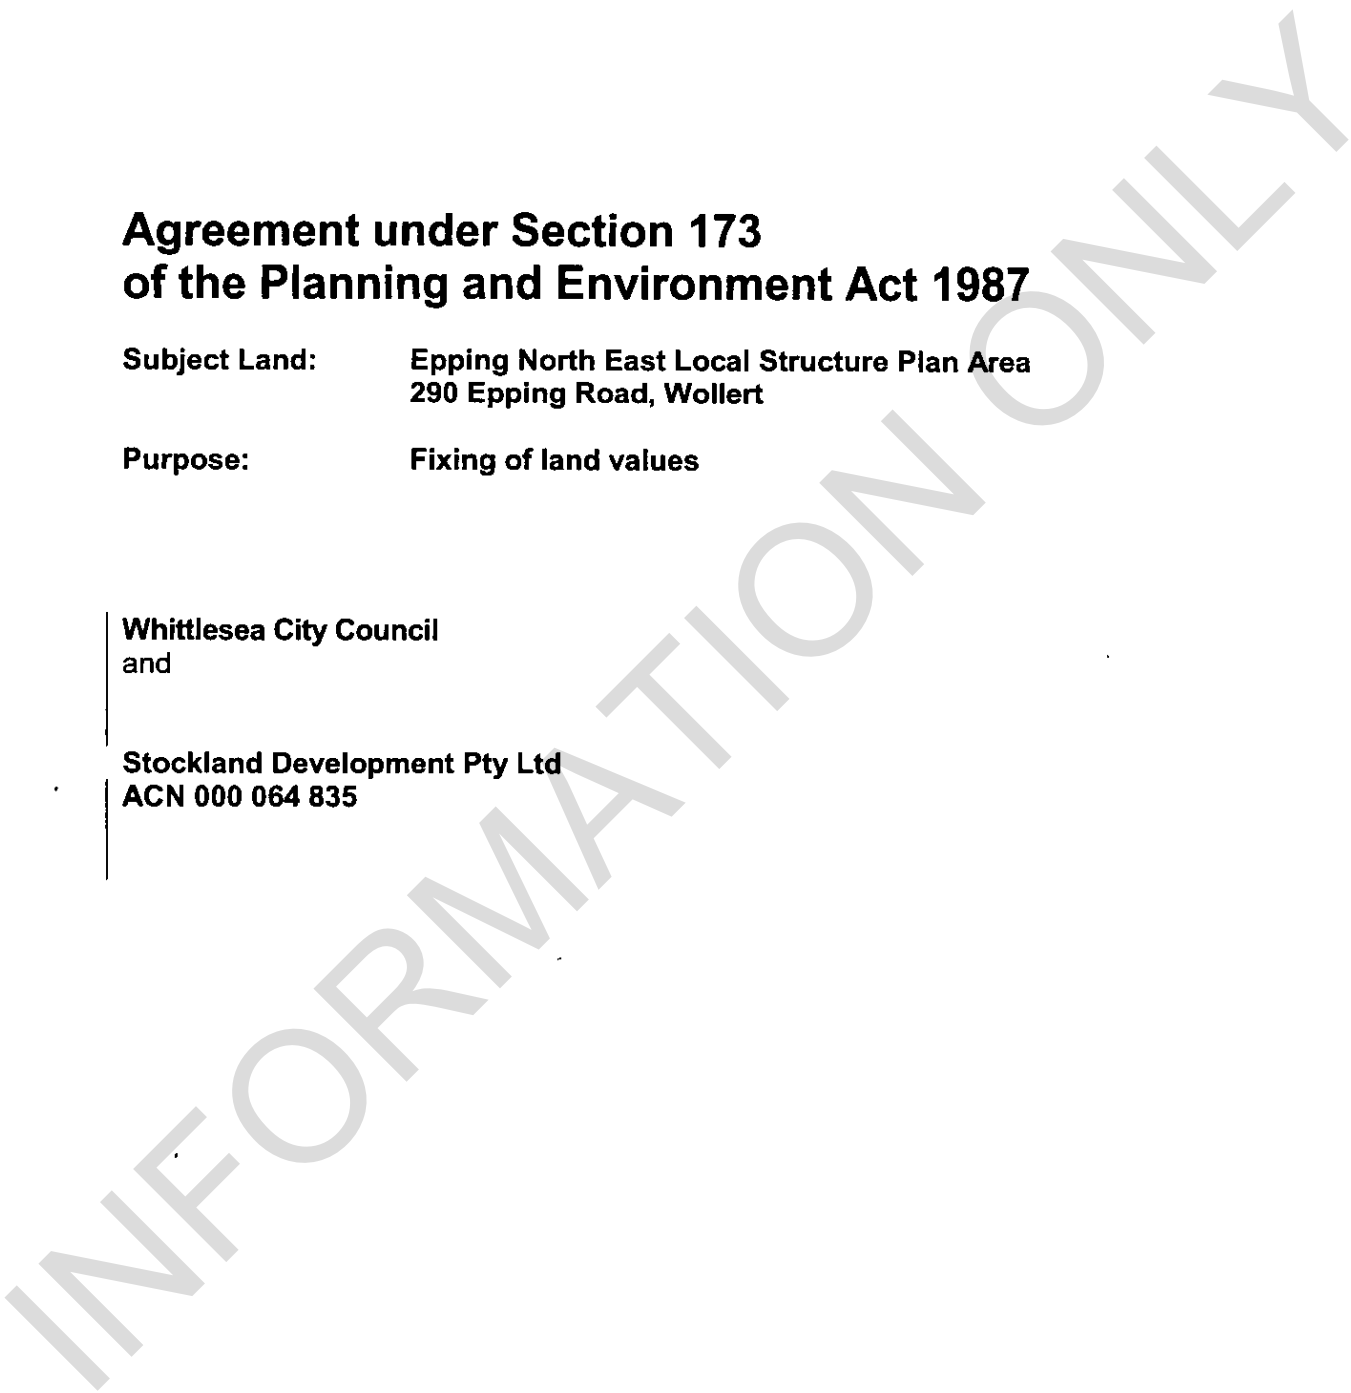 Agreement under Section 173
of the Planning and Environment Act 1987
Subject Land: Epping North East Local Structure Plan Area
290 Epping Road, Wollert
Purpose: Fixing of land values
Whittlesea City Council
and
Stockland Development Pty Ltd
ACN 000 064 835
INFORMATION ONLY